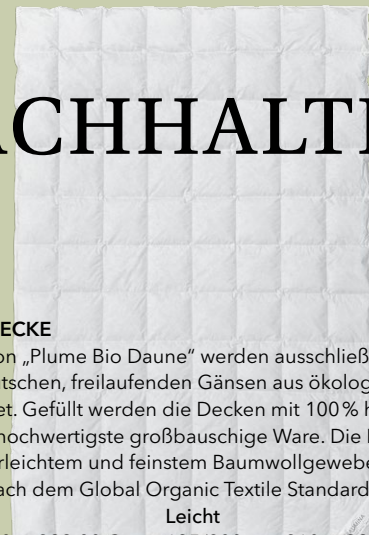 ACHHALTI
ECKE
on „Plume Bio Daune“ werden ausschließ
utschen, freilaufenden Gänsen aus ökolog
et. Gefüllt werden die Decken mit 100 % h
hochwertigste großbauschige Ware. Die
rleichtem und feinstem Baumwollgewebe
ach dem Global Organic Textile Standard
Leicht